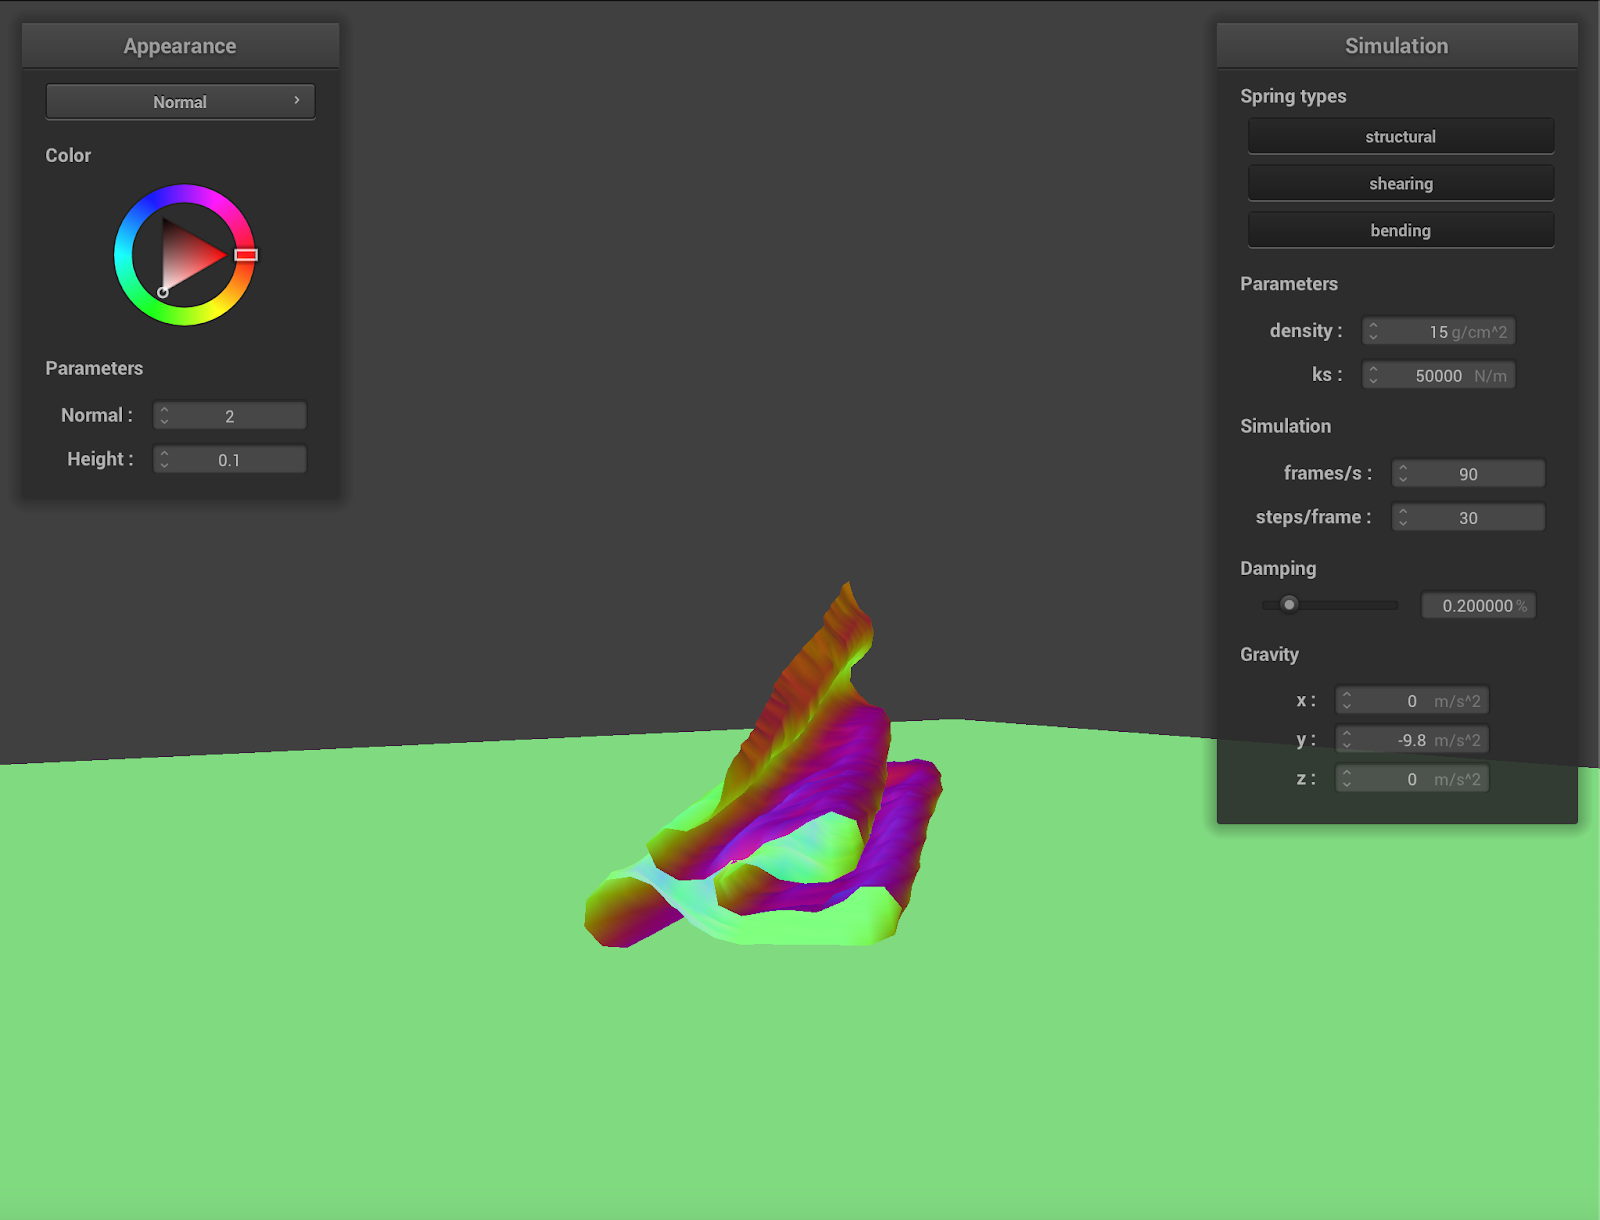 Appearance
Normal
Color
Parameters
Normal : 2
Height : 0.1
Simulation
Spring types
structural
shearing
bending
Parameters
density : 15 g/cm^2
ks : 50000 N/m
Simulation
frames/s : 90
steps/frame : 30
Damping
0.200000 %
Gravity
x : 0 m/s^2
y : -9.8 m/s^2
z : 0 m/s^2